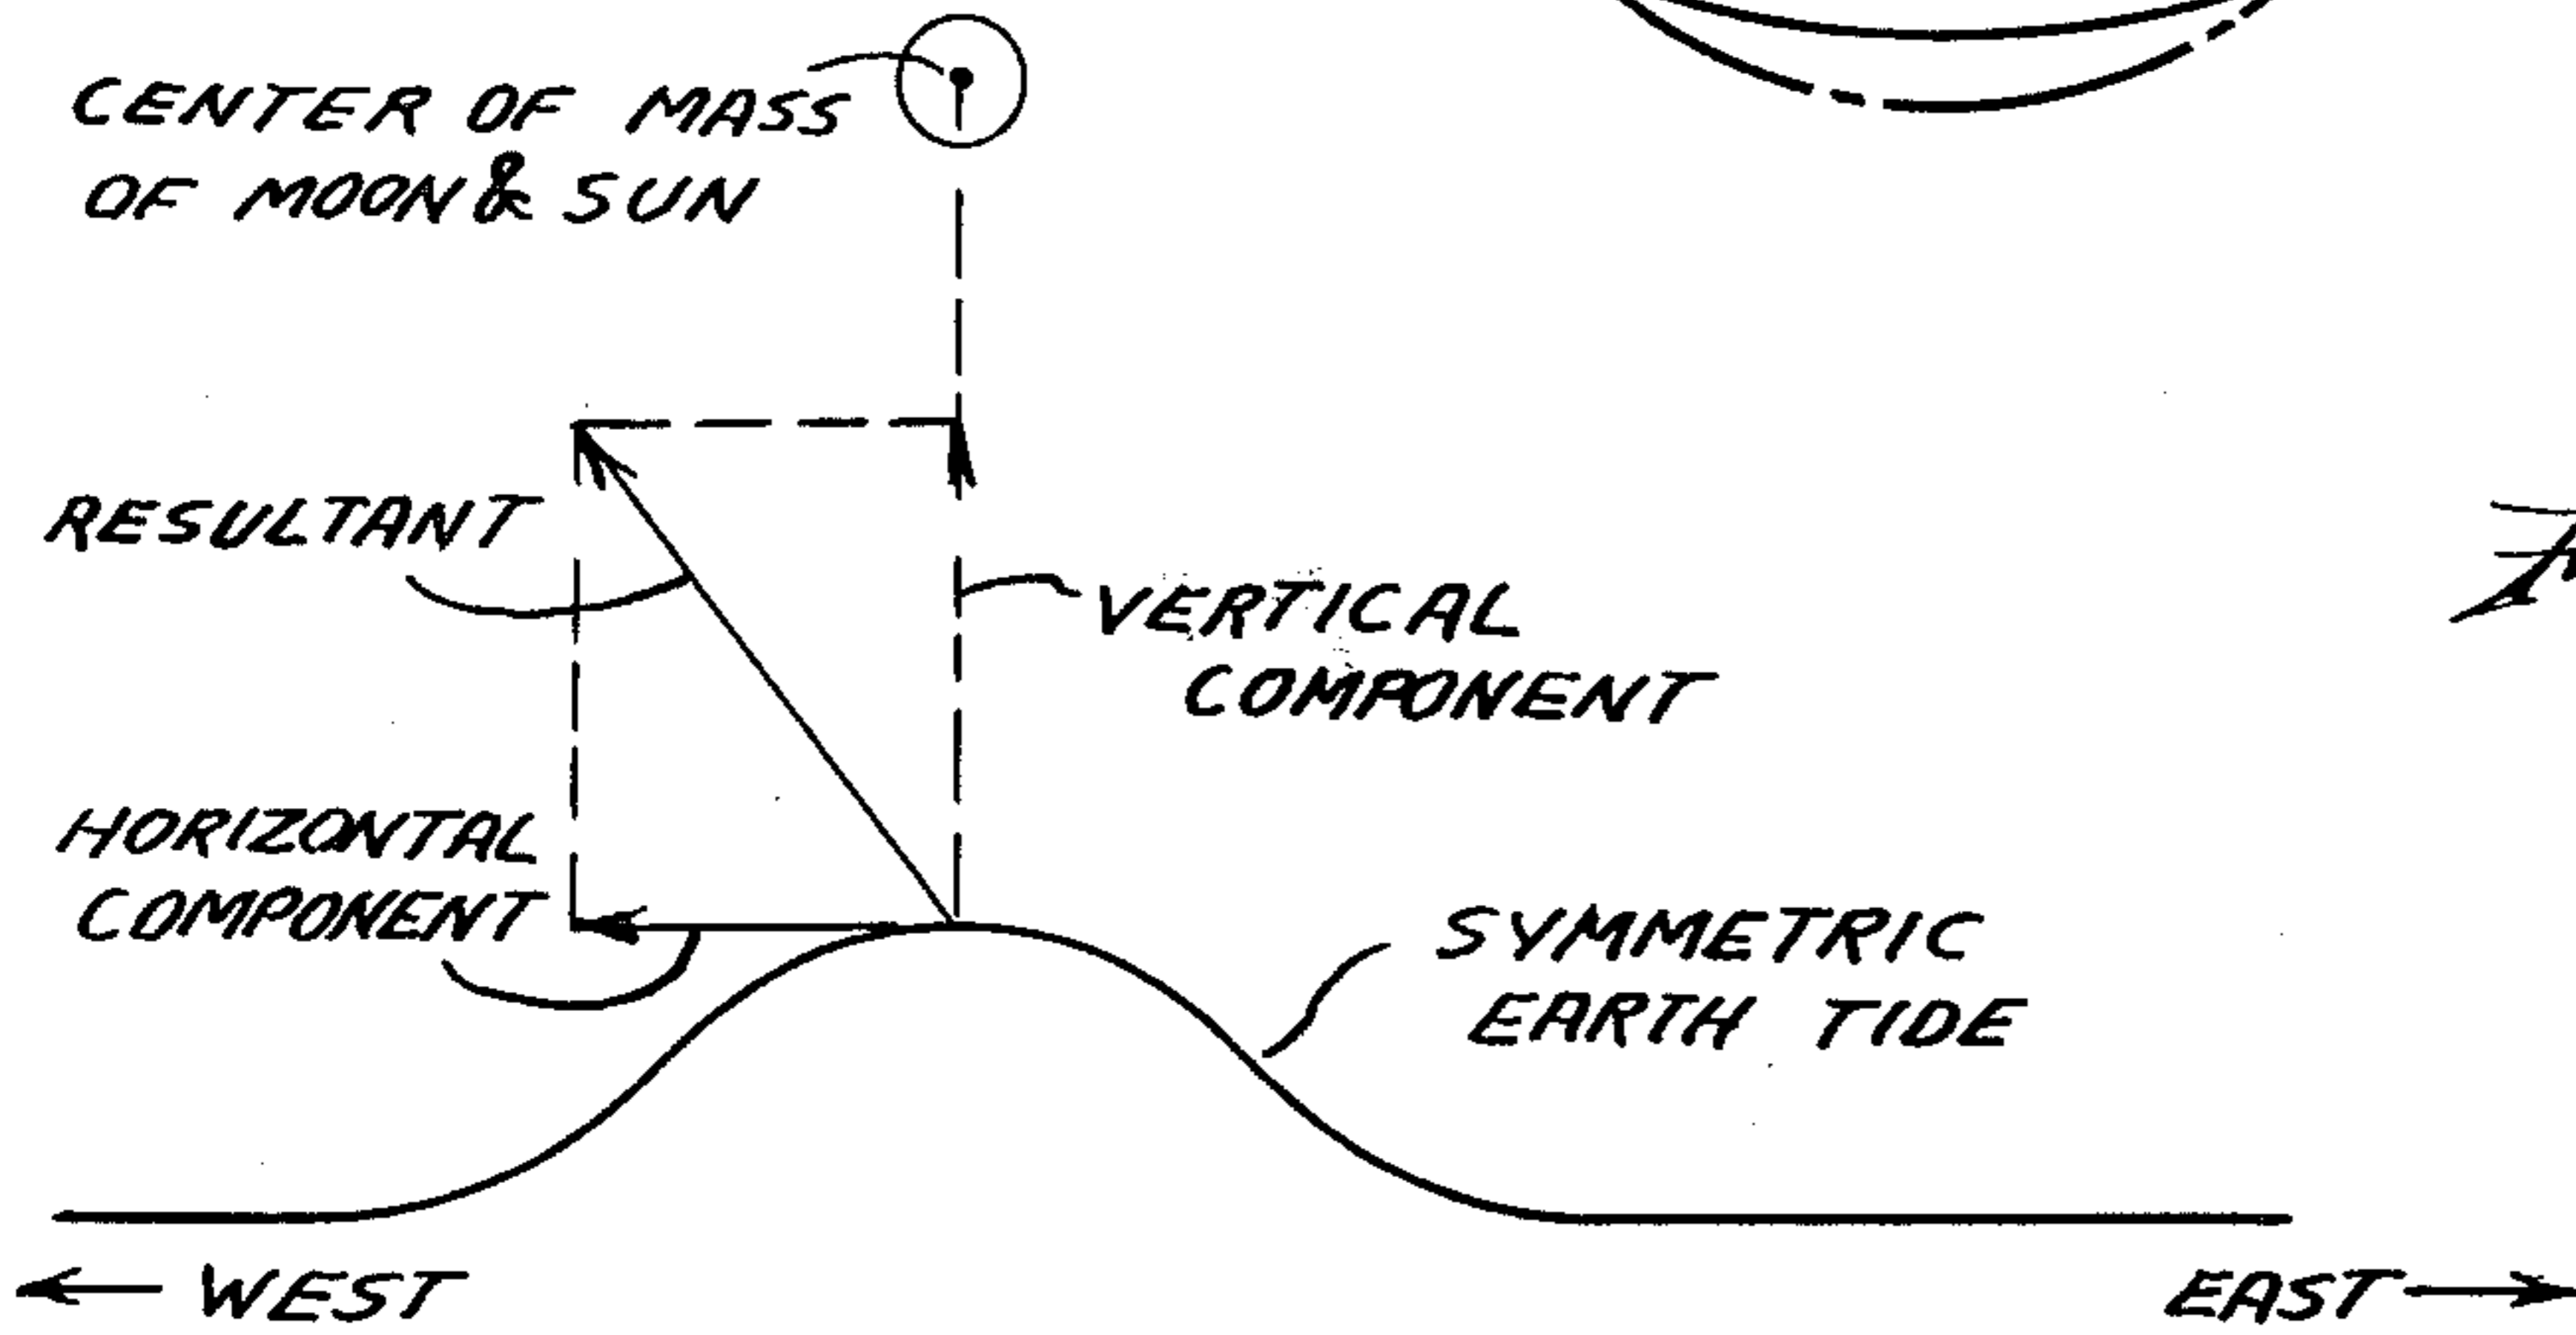 CENTER OF MASS
OF MOON & SUN
RESULTANT
VERTICAL
COMPONENT
HORIZONTAL
COMPONENT
SYMMETRIC
EARTH TIDE
WEST
EAST